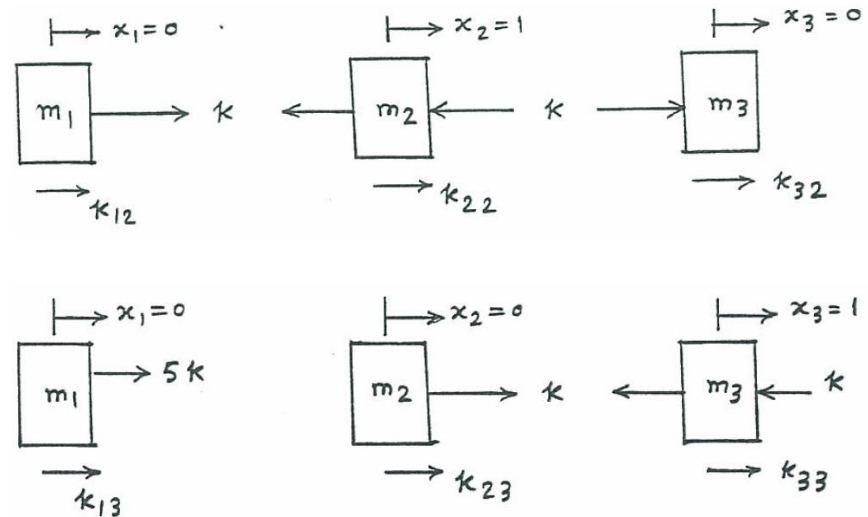 x₁=0 x₂=1 x₃=0
m₁ k m₂ k m₃
k₁₂ k₂₂ k₃₂
x₁=0 x₂=0 x₃=1
m₁ 5k m₂ k m₃ k
k₁₃ k₂₃ k₃₃